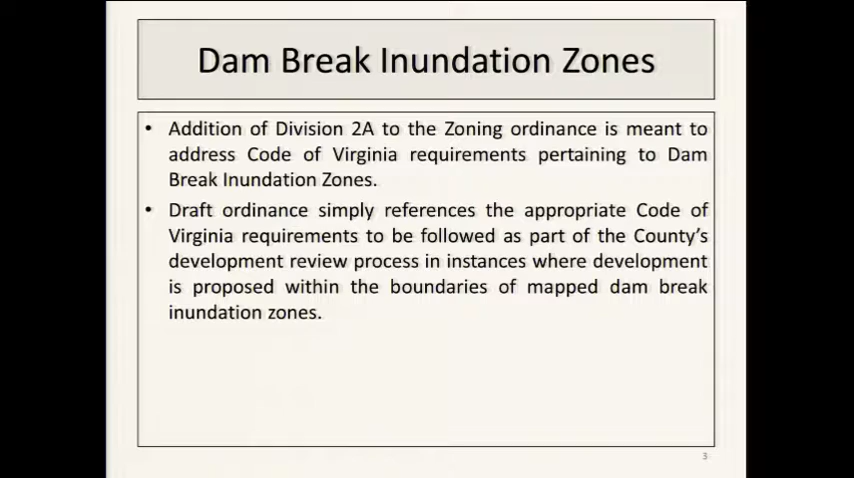 Dam Break Inundation Zones
• Addition of Division 2A to the Zoning ordinance is meant to
address Code of Virginia requirements pertaining to Dam
Break Inundation Zones.
• Draft ordinance simply references the appropriate Code of
Virginia requirements to be followed as part of the County's
development review process in instances where development
is proposed within the boundaries of mapped dam break
inundation zones.
3